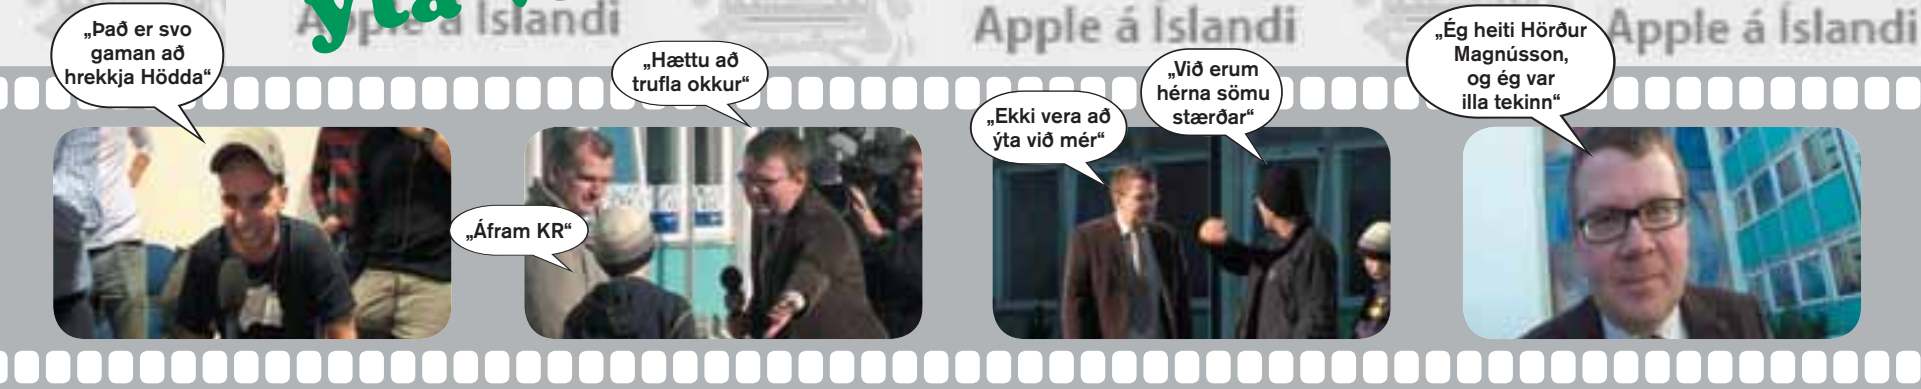 ýta
Apple á Íslandi
Apple á Íslandi
Apple á Íslandi
„Það er svo
gaman að
hrekkja Hödda“
„Hættu að
trufla okkur“
„Áfram KR“
„Ekki vera að
ýta við mér“
„Við erum
hérna sömu
stærðar“
„Ég heiti Hörður
Magnússon,
og ég var
illa tekinn“